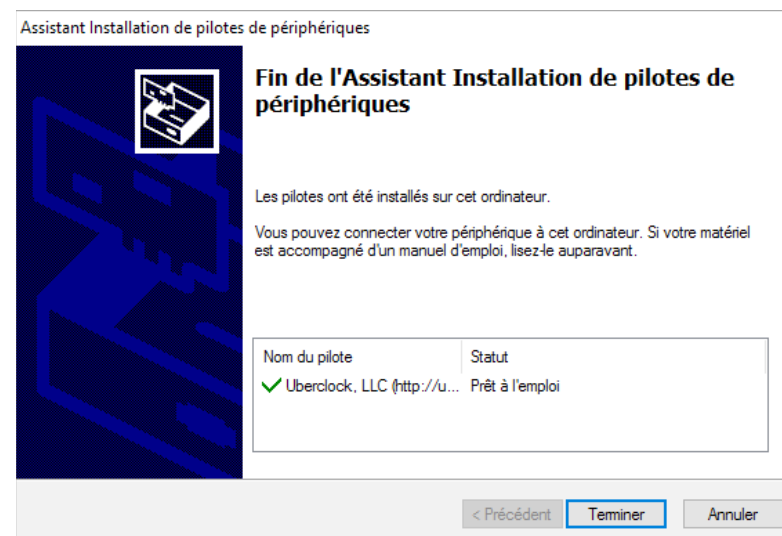 Assistant Installation de pilotes de périphériques
Fin de l'Assistant Installation de pilotes de
périphériques
Les pilotes ont été installés sur cet ordinateur.
Vous pouvez connecter votre périphérique à cet ordinateur. Si votre matériel
est accompagné d'un manuel d'emploi, lisez-le auparavant.
Nom du pilote Statut
Uberclock, LLC (http://u... Prêt à l'emploi
< Précédent Terminer Annuler